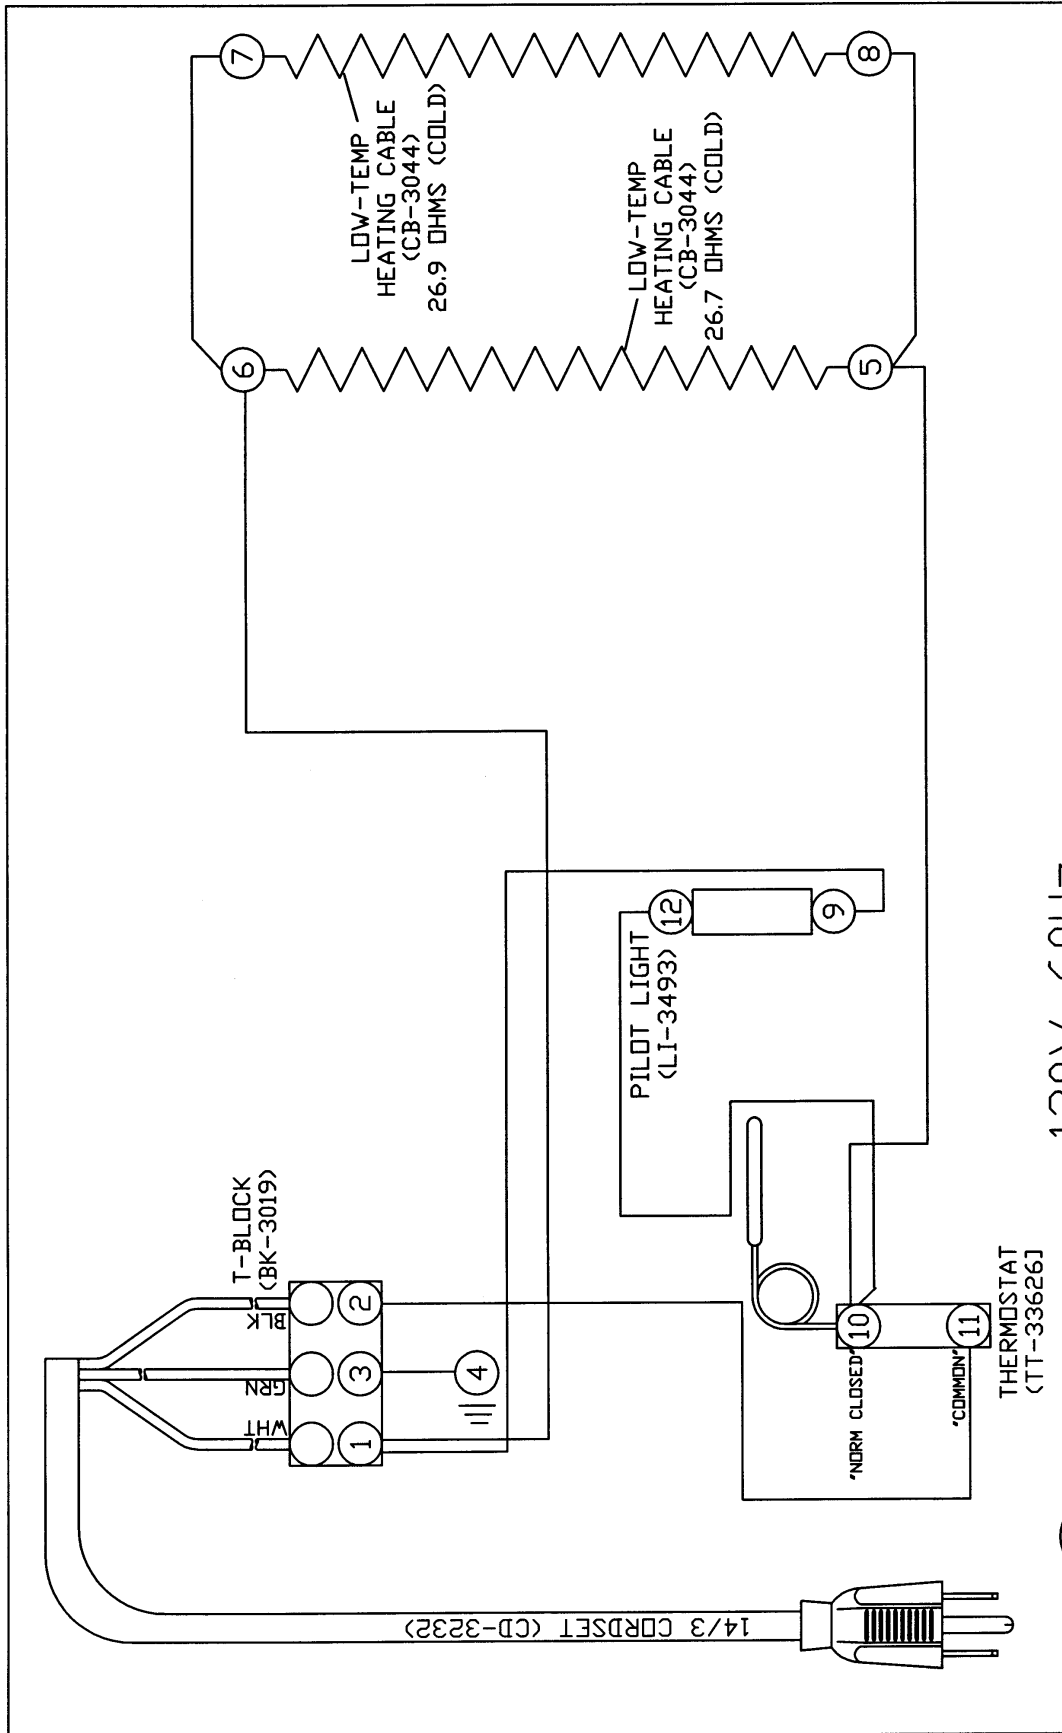 7
8
LOW-TEMP
HEATING CABLE
(CB-3044)
26.9 OHMS (COLD)
LOW-TEMP
HEATING CABLE
(CB-3044)
26.7 OHMS (COLD)
6
5
PILOT LIGHT
(LI-3493)
12
9
T-BLOCK
(BK-3019)
BLK
GRN
WHT
2
3
1
4
10
11
"NORM CLOSED"
"COMMON"
THERMOSTAT
(TT-33626]
14/3 CORDSET (CD-3232)